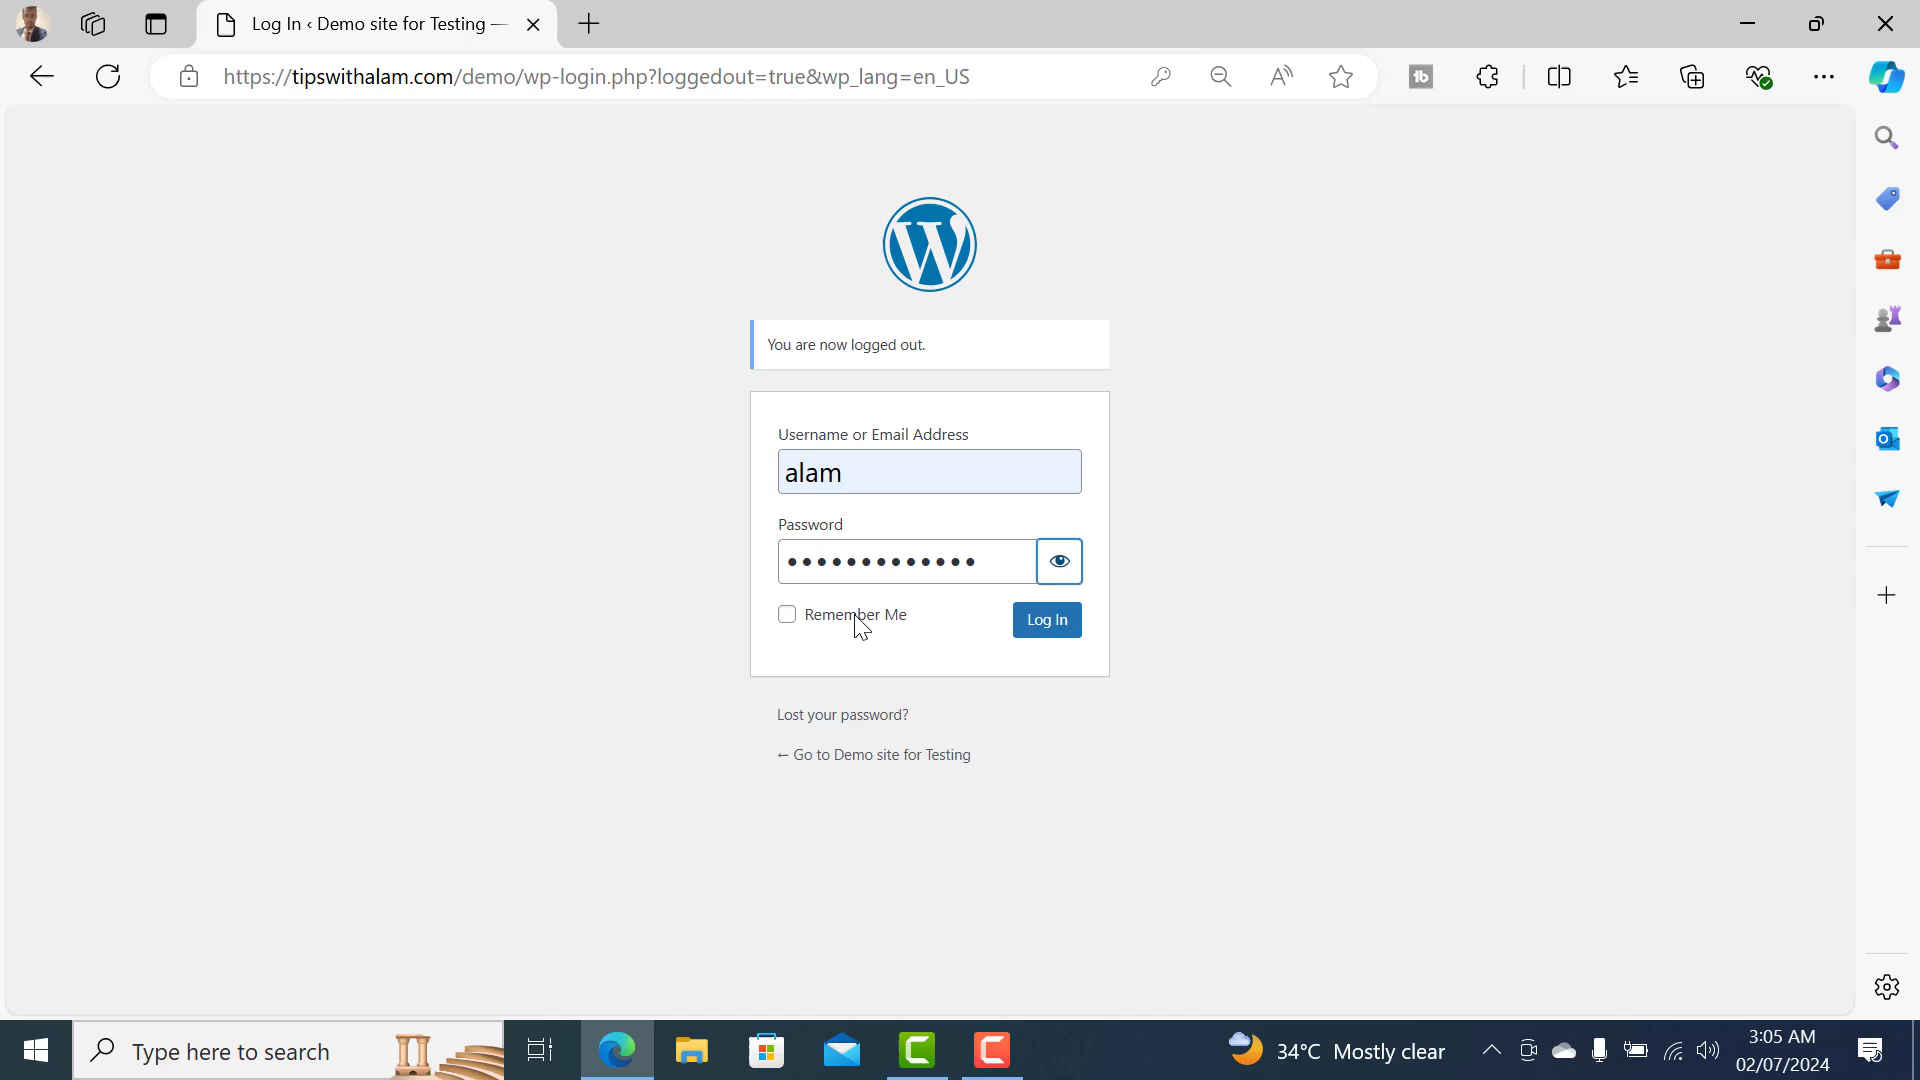 Log In ‹ Demo site for Testing —
https://tipswithalam.com/demo/wp-login.php?loggedout=true&wp_lang=en_US
You are now logged out.
Username or Email Address
alam
Password
•••••••••••••
Remember Me
Log In
Lost your password?
← Go to Demo site for Testing
Type here to search
34°C Mostly clear
3:05 AM
02/07/2024